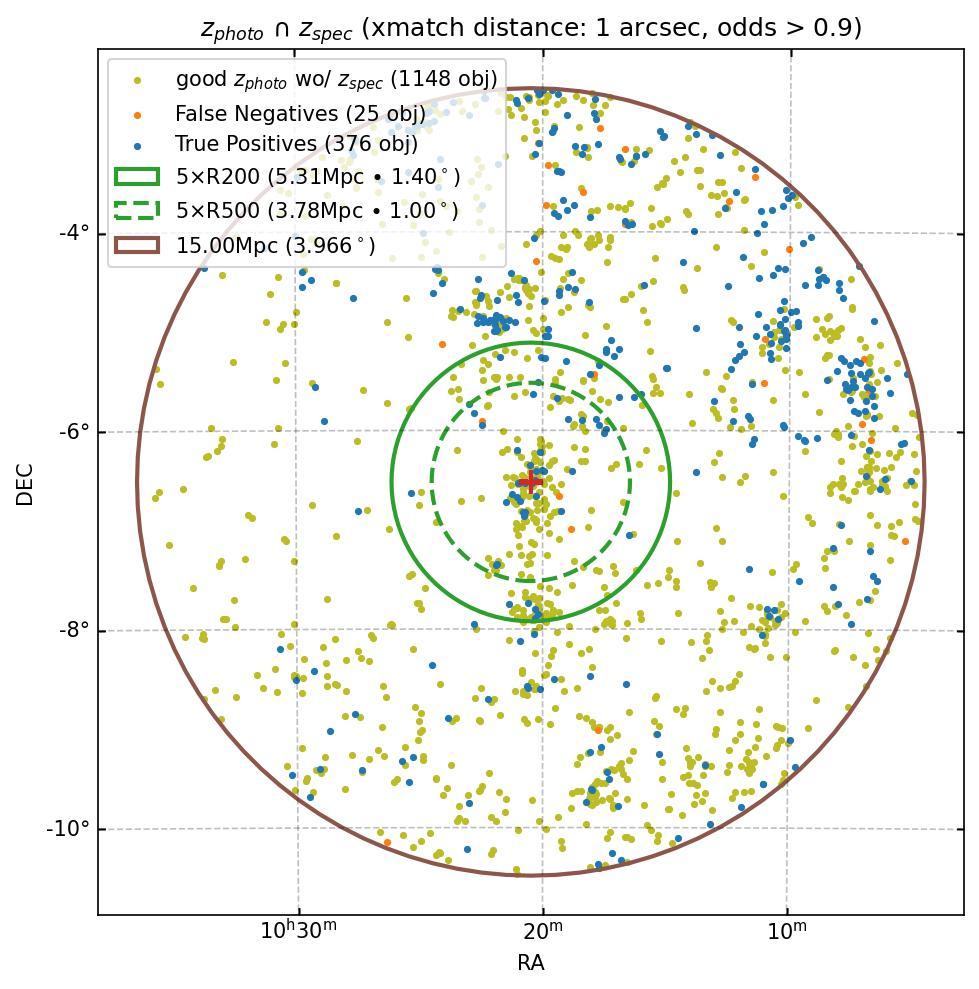 z_photo ∩ z_spec (xmatch distance: 1 arcsec, odds > 0.9)
good z_photo wo/ z_spec (1148 obj)
False Negatives (25 obj)
True Positives (376 obj)
5×R200 (5.31Mpc • 1.40°)
5×R500 (3.78Mpc • 1.00°)
15.00Mpc (3.966°)
-4°
-6°
-8°
-10°
DEC
10h30m
20m
10m
RA